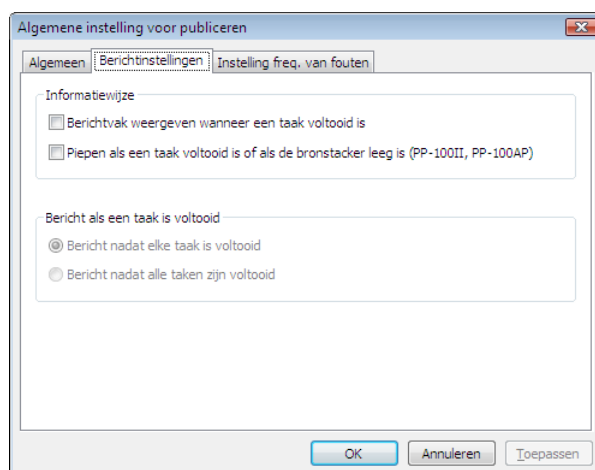 Algemene instelling voor publiceren
Algemeen Berichtinstellingen Instelling freq. van fouten
Informatiewijze
Berichtvak weergeven wanneer een taak voltooid is
Piepen als een taak voltooid is of als de bronstacker leeg is (PP-100II, PP-100AP)
Bericht als een taak is voltooid
Bericht nadat elke taak is voltooid
Bericht nadat alle taken zijn voltooid
OK Annuleren Toepassen